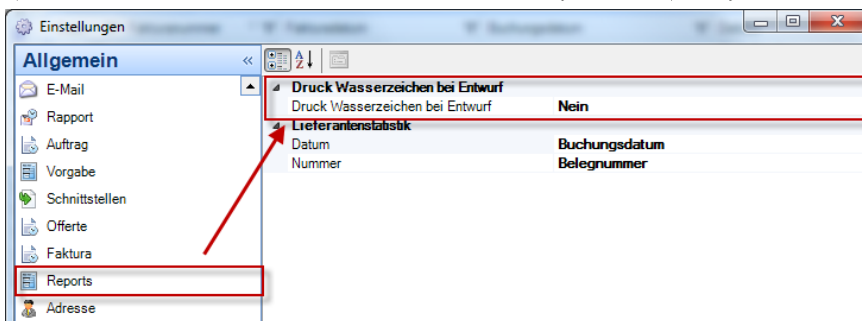 Einstellungen
Allgemein «
E-Mail
Rapport
Auftrag
Vorgabe
Schnittstellen
Offerte
Faktura
Reports
Adresse
Druck Wasserzeichen bei Entwurf
Druck Wasserzeichen bei Entwurf Nein
Lieferantenstatistik
Datum Buchungsdatum
Nummer Belegnummer